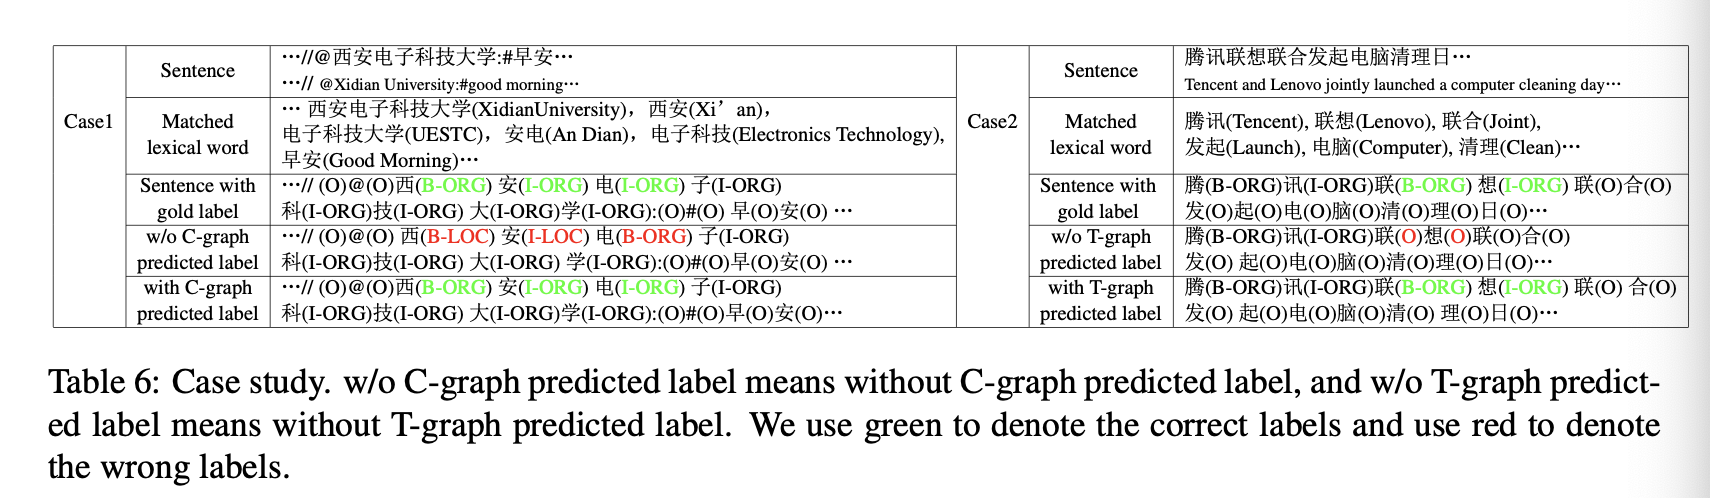 Case1
Sentence
···//@西安电子科技大学:#早安···
···// @Xidian University:#good morning···
Matched
lexical word
··· 西安电子科技大学(XidianUniversity)，西安(Xi’an)，
电子科技大学(UESTC)，安电(An Dian)，电子科技(Electronics Technology),
早安(Good Morning)···
Sentence with
gold label
···// (O)@(O)西(B-ORG) 安(I-ORG) 电(I-ORG) 子(I-ORG)
科(I-ORG)技(I-ORG) 大(I-ORG)学(I-ORG):(O)#(O) 早(O)安(O) ···
w/o C-graph
predicted label
···// (O)@(O) 西(B-LOC) 安(I-LOC) 电(B-ORG) 子(I-ORG)
科(I-ORG)技(I-ORG) 大(I-ORG) 学(I-ORG):(O)#(O)早(O)安(O) ···
with C-graph
predicted label
···// (O)@(O)西(B-ORG) 安(I-ORG) 电(I-ORG) 子(I-ORG)
科(I-ORG)技(I-ORG) 大(I-ORG)学(I-ORG):(O)#(O)早(O)安(O)···
Case2
Sentence
腾讯联想联合发起电脑清理日···
Tencent and Lenovo jointly launched a computer cleaning day···
Matched
lexical word
腾讯(Tencent), 联想(Lenovo), 联合(Joint),
发起(Launch), 电脑(Computer), 清理(Clean)···
Sentence with
gold label
腾(B-ORG)讯(I-ORG)联(B-ORG) 想(I-ORG) 联(O)合(O)
发(O)起(O)电(O)脑(O)清(O)理(O)日(O)···
w/o T-graph
predicted label
腾(B-ORG)讯(I-ORG)联(O)想(O)联(O)合(O)
发(O) 起(O)电(O)脑(O)清(O)理(O)日(O)···
with T-graph
predicted label
腾(B-ORG)讯(I-ORG)联(B-ORG) 想(I-ORG) 联(O) 合(O)
发(O) 起(O)电(O)脑(O)清(O) 理(O)日(O)···
Table 6: Case study. w/o C-graph predicted label means without C-graph predicted label, and w/o T-graph predict-
ed label means without T-graph predicted label. We use green to denote the correct labels and use red to denote
the wrong labels.